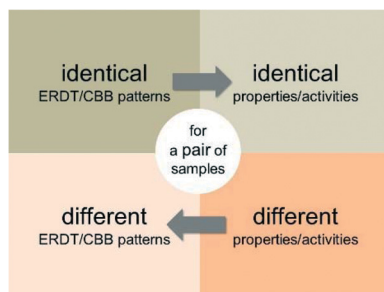 identical
ERDT/CBB patterns
identical
properties/activities
for
a pair of
samples
different
ERDT/CBB patterns
different
properties/activities